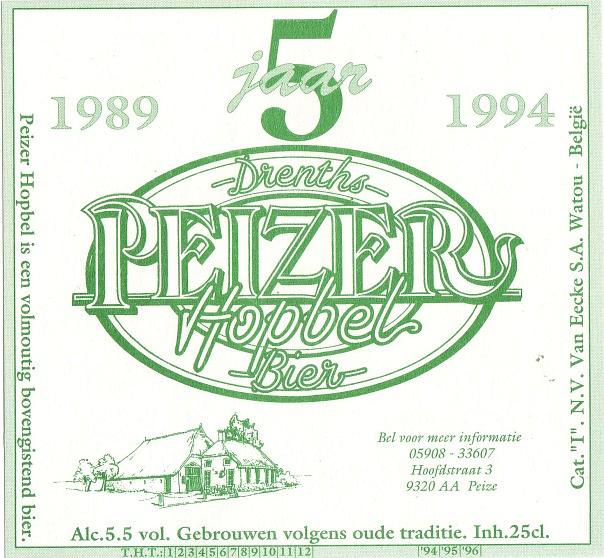 5 jaar
1989
1994
Drenths
PEIZER
Hopbel
Bier
Peizer Hopbel is een volmoutig bovengistend bier.
Cat."I". N.V. Van Eecke S.A. Watou - België
Bel voor meer informatie
05908 - 33607
Hoofdstraat 3
9320 AA Peize
Alc.5.5 vol. Gebrouwen volgens oude traditie. Inh.25cl.
T.H.T.:|1|2|3|4|5|6|7|8|9|10|11|12| |'94|'95|'96|